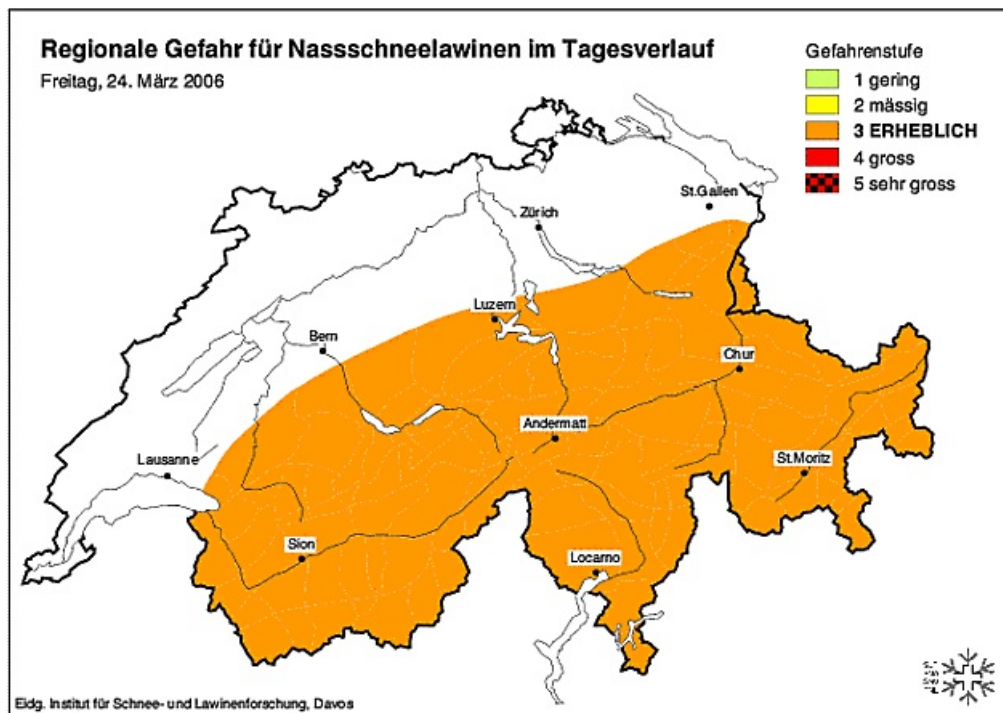 Regionale Gefahr für Nassschneelawinen im Tagesverlauf
Freitag, 24. März 2006
Gefahrenstufe
1 gering
2 mässig
3 ERHEBLICH
4 gross
5 sehr gross
St.Gallen
Zürich
Luzern
Bern
Chur
Andermatt
Lausanne
St.Moritz
Sion
Locarno
Eidg. Institut für Schnee- und Lawinenforschung, Davos